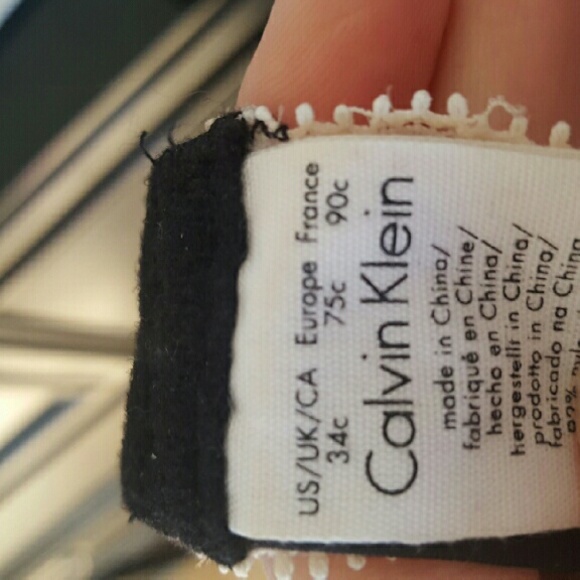 US/UK/CA Europe France
34c 75c 90c
Calvin Klein
made in China/
fabriqué en Chine/
hecho en China/
hergestellt in China/
prodotto in China/
fabricado na China